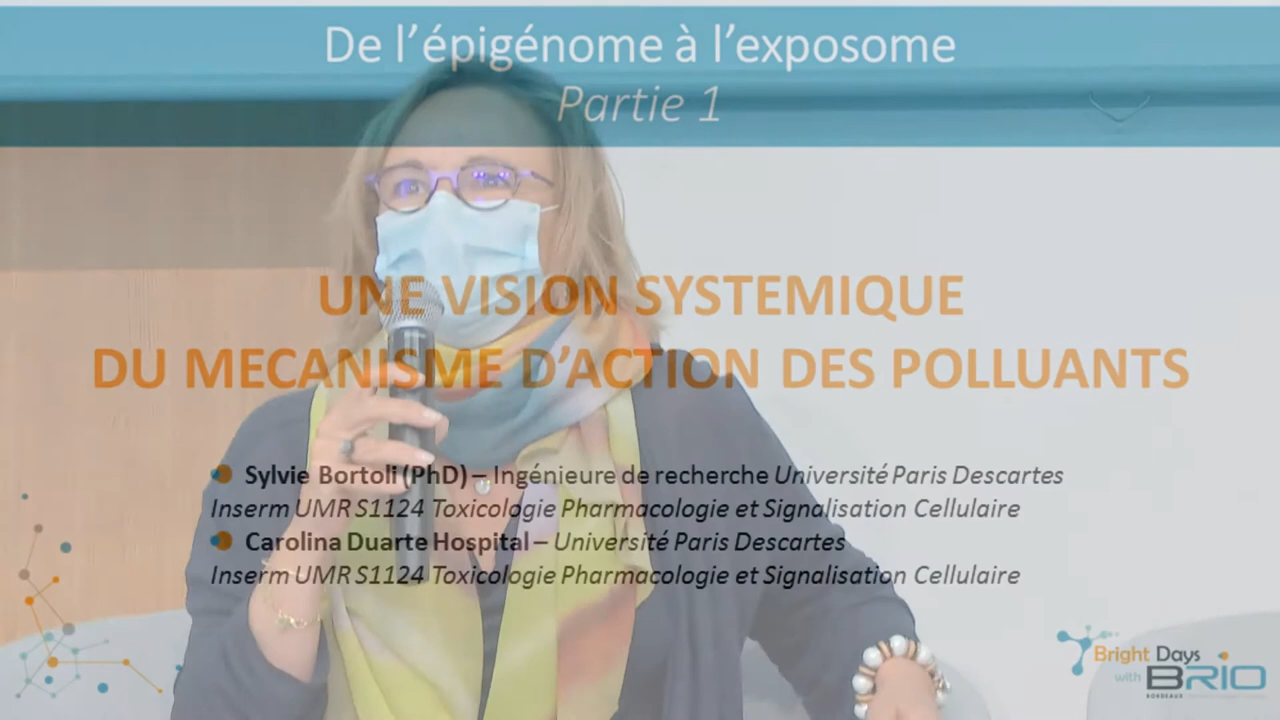 De l'épigénome à l'exposome
Partie 1
UNE VISION SYSTEMIQUE
DU MECANISME D'ACTION DES POLLUANTS
Sylvie Bortoli (PhD) – Ingénieure de recherche Université Paris Descartes
Inserm UMR S1124 Toxicologie Pharmacologie et Signalisation Cellulaire
Carolina Duarte Hospital – Université Paris Descartes
Inserm UMR S1124 Toxicologie Pharmacologie et Signalisation Cellulaire
Bright Days
with BRIO
BORDEAUX